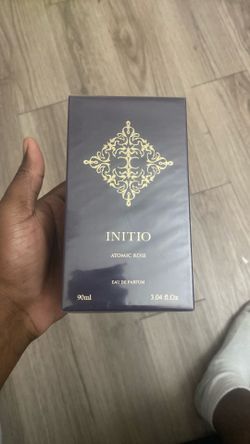 INITIO
ATOMIC ROSE
EAU DE PARFUM
90ml 3.04 fl.Oz